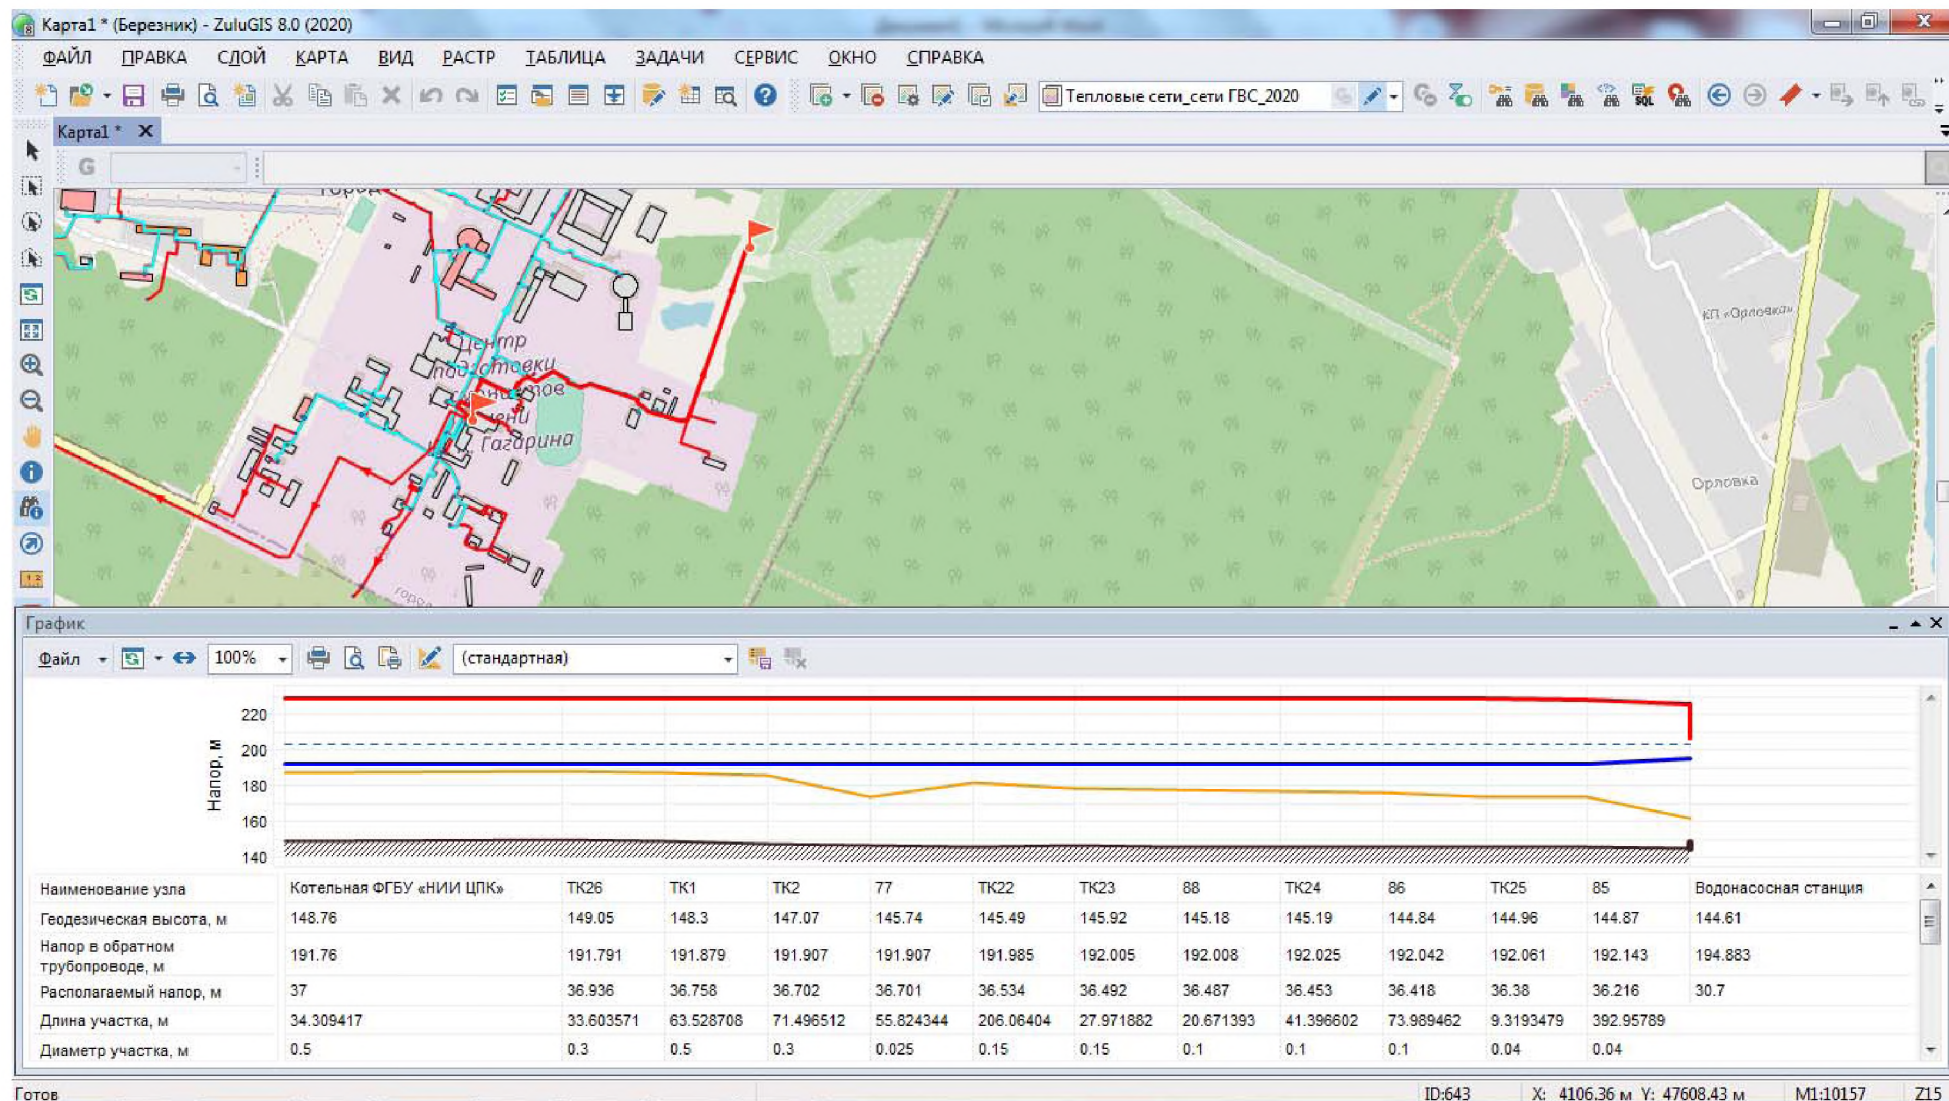 Карта1 * (Березник) - ZuluGIS 8.0 (2020)
ФАЙЛ ПРАВКА СЛОЙ КАРТА ВИД РАСТР ТАБЛИЦА ЗАДАЧИ СЕРВИС ОКНО СПРАВКА
Тепловые сети_сети ГВС_2020
SQL
Карта1 *
G
Центр
подготовки
Гагарина
КП «Орловка»
Орловка
График
Файл 100% (стандартная)
Напор, м
220
200
180
160
140
Наименование узла Котельная ФГБУ «НИИ ЦПК» ТК26 ТК1 ТК2 77 ТК22 ТК23 88 ТК24 86 ТК25 85 Водонасосная станция
Геодезическая высота, м 148.76 149.05 148.3 147.07 145.74 145.49 145.92 145.18 145.19 144.84 144.96 144.87 144.61
Напор в обратном
трубопроводе, м 191.76 191.791 191.879 191.907 191.907 191.985 192.005 192.008 192.025 192.042 192.061 192.143 194.883
Располагаемый напор, м 37 36.936 36.758 36.702 36.701 36.534 36.492 36.487 36.453 36.418 36.38 36.216 30.7
Длина участка, м 34.309417 33.603571 63.528708 71.496512 55.824344 206.06404 27.971882 20.671393 41.396602 73.989462 9.3193479 392.95789
Диаметр участка, м 0.5 0.3 0.5 0.3 0.025 0.15 0.15 0.1 0.1 0.1 0.04 0.04
Готов ID:643 X: 4106.36 м Y: 47608.43 м М1:10157 Z15